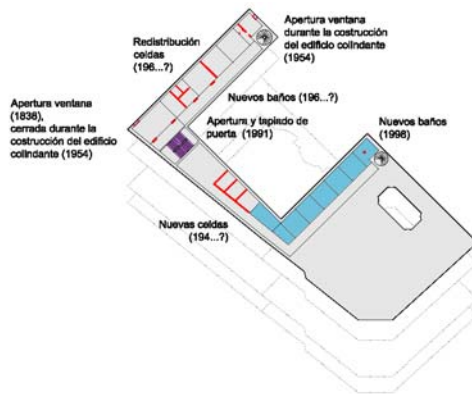 Apertura ventana
durante la costrucción
del edificio colindante
(1954)
Redistribución
celdas
(196...?)
Nuevos baños (196...?)
Apertura ventana
(1838),
cerrada durante la
costrucción del edificio
colindante (1954)
Apertura y tapiado de
puerta (1991)
Nuevos baños
(1998)
Nuevas celdas
(194...?)